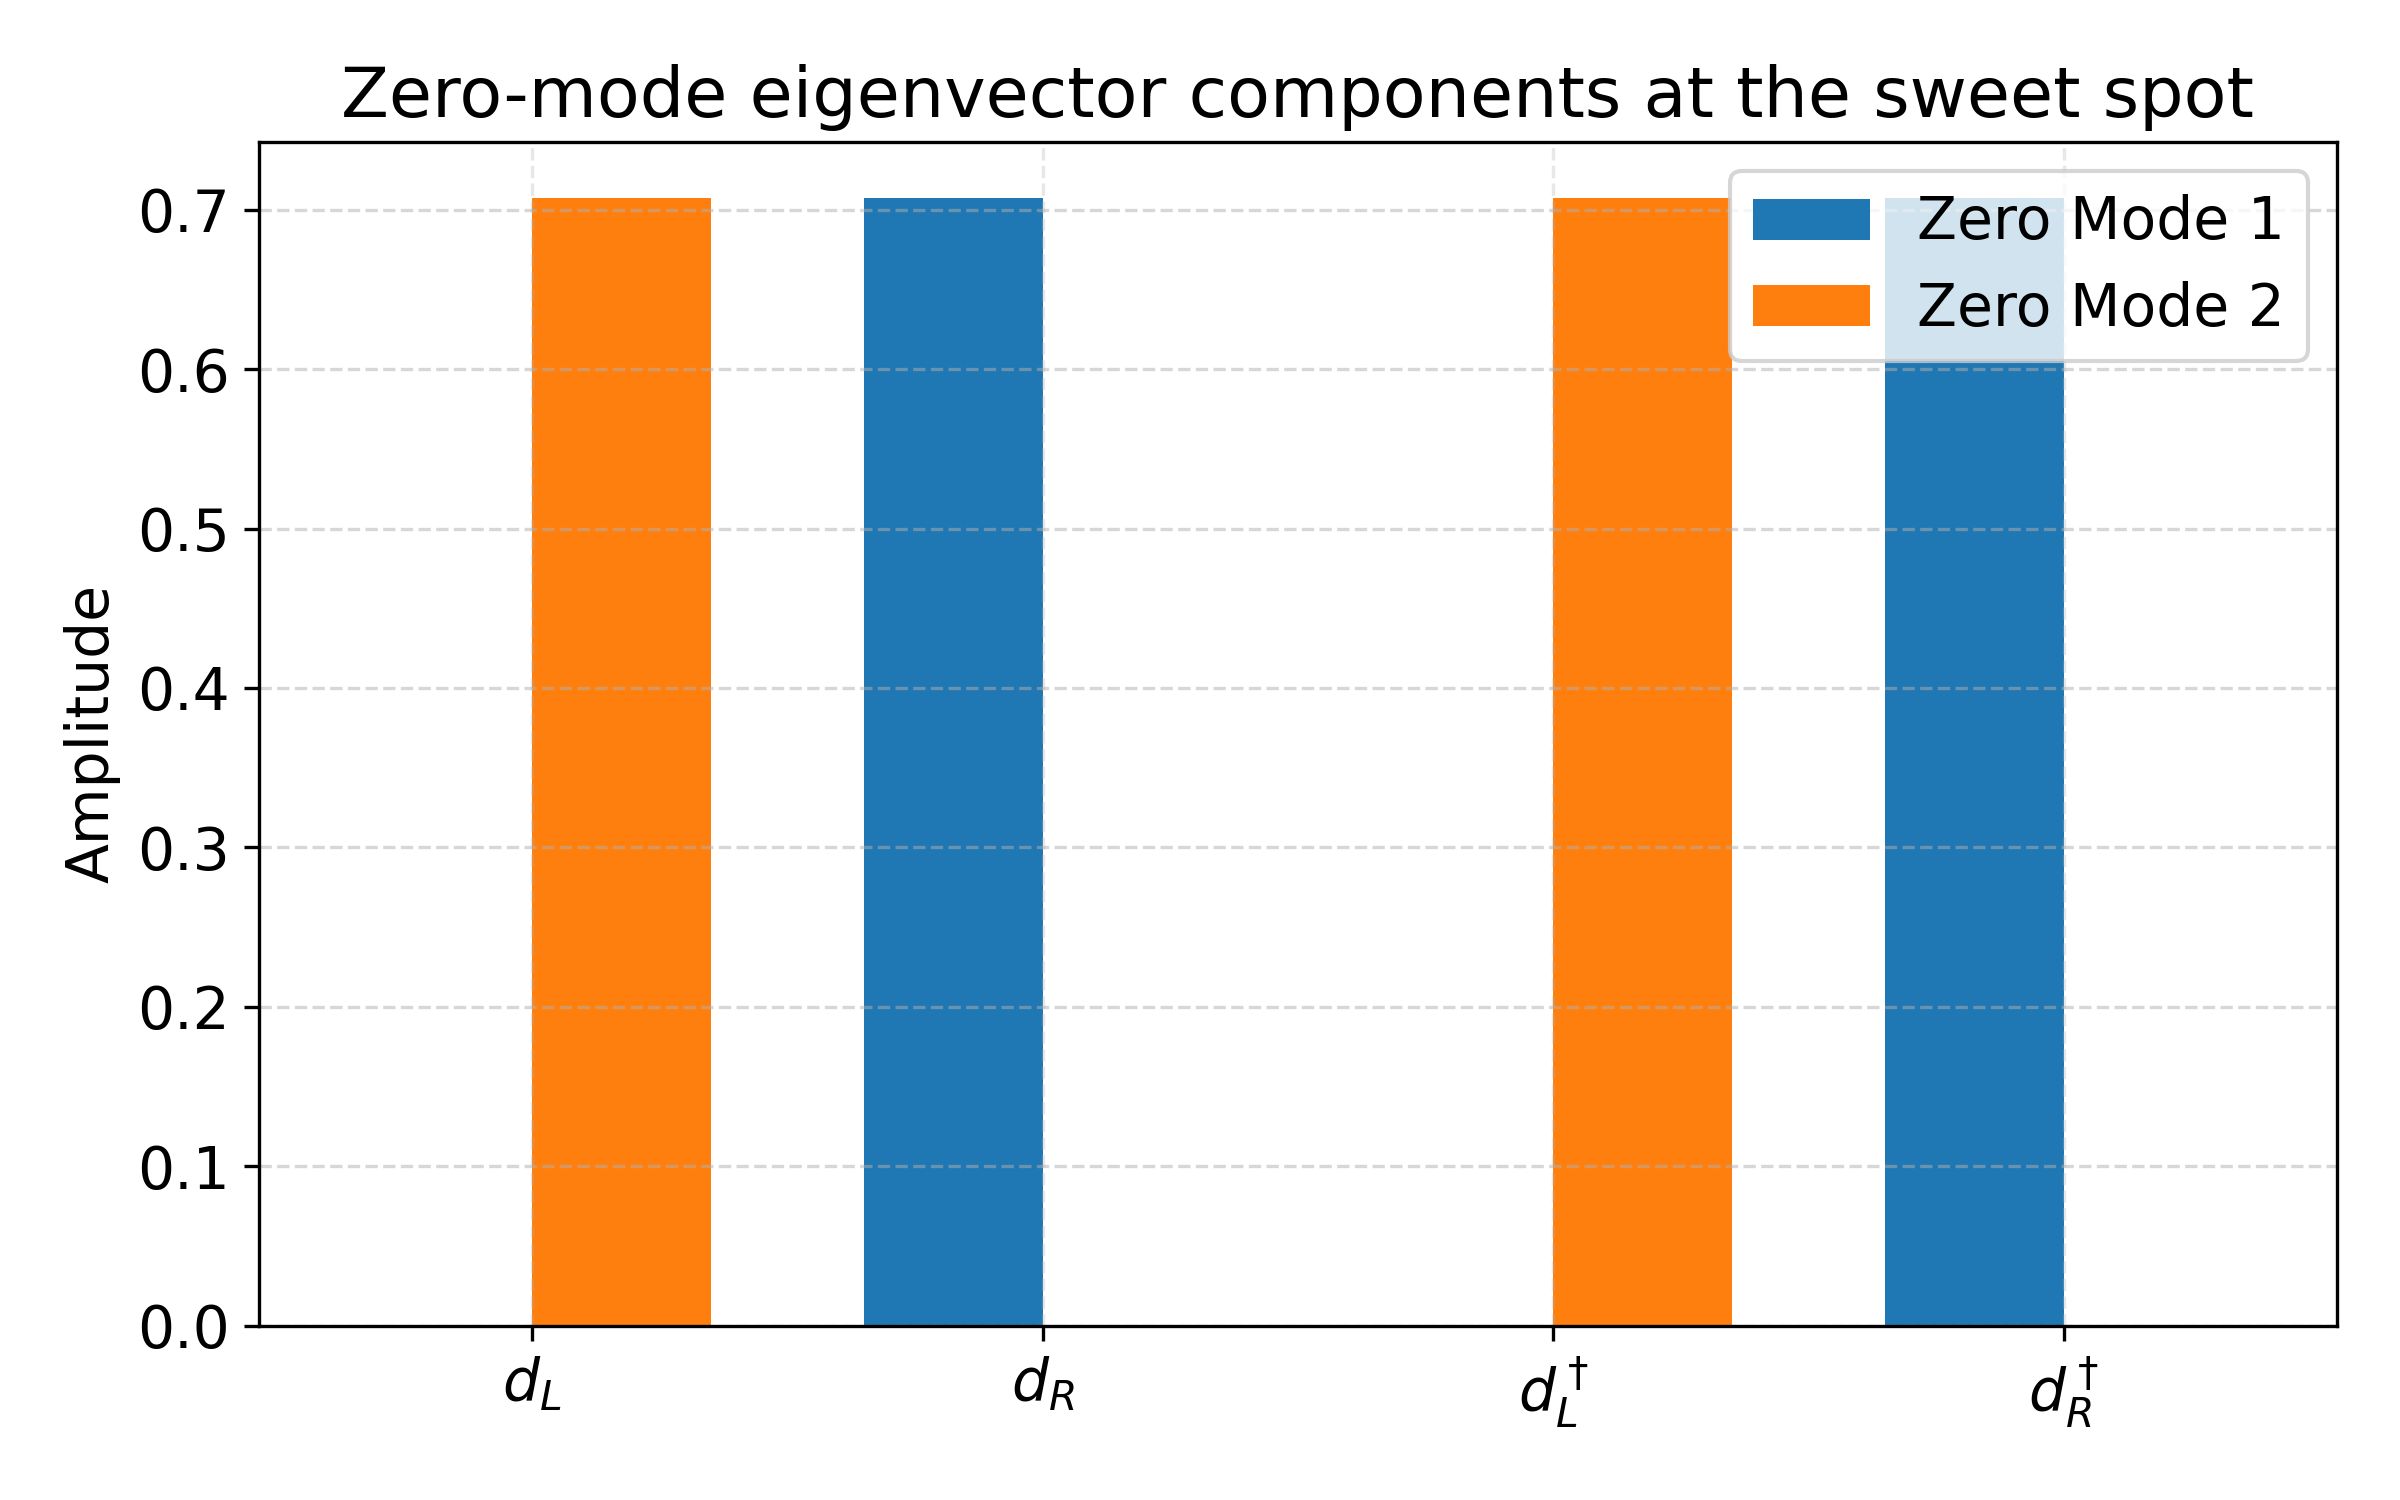 Zero-mode eigenvector components at the sweet spot
Amplitude
0.7
0.6
0.5
0.4
0.3
0.2
0.1
0.0
Zero Mode 1
Zero Mode 2
d_L
d_R
d_L^†
d_R^†